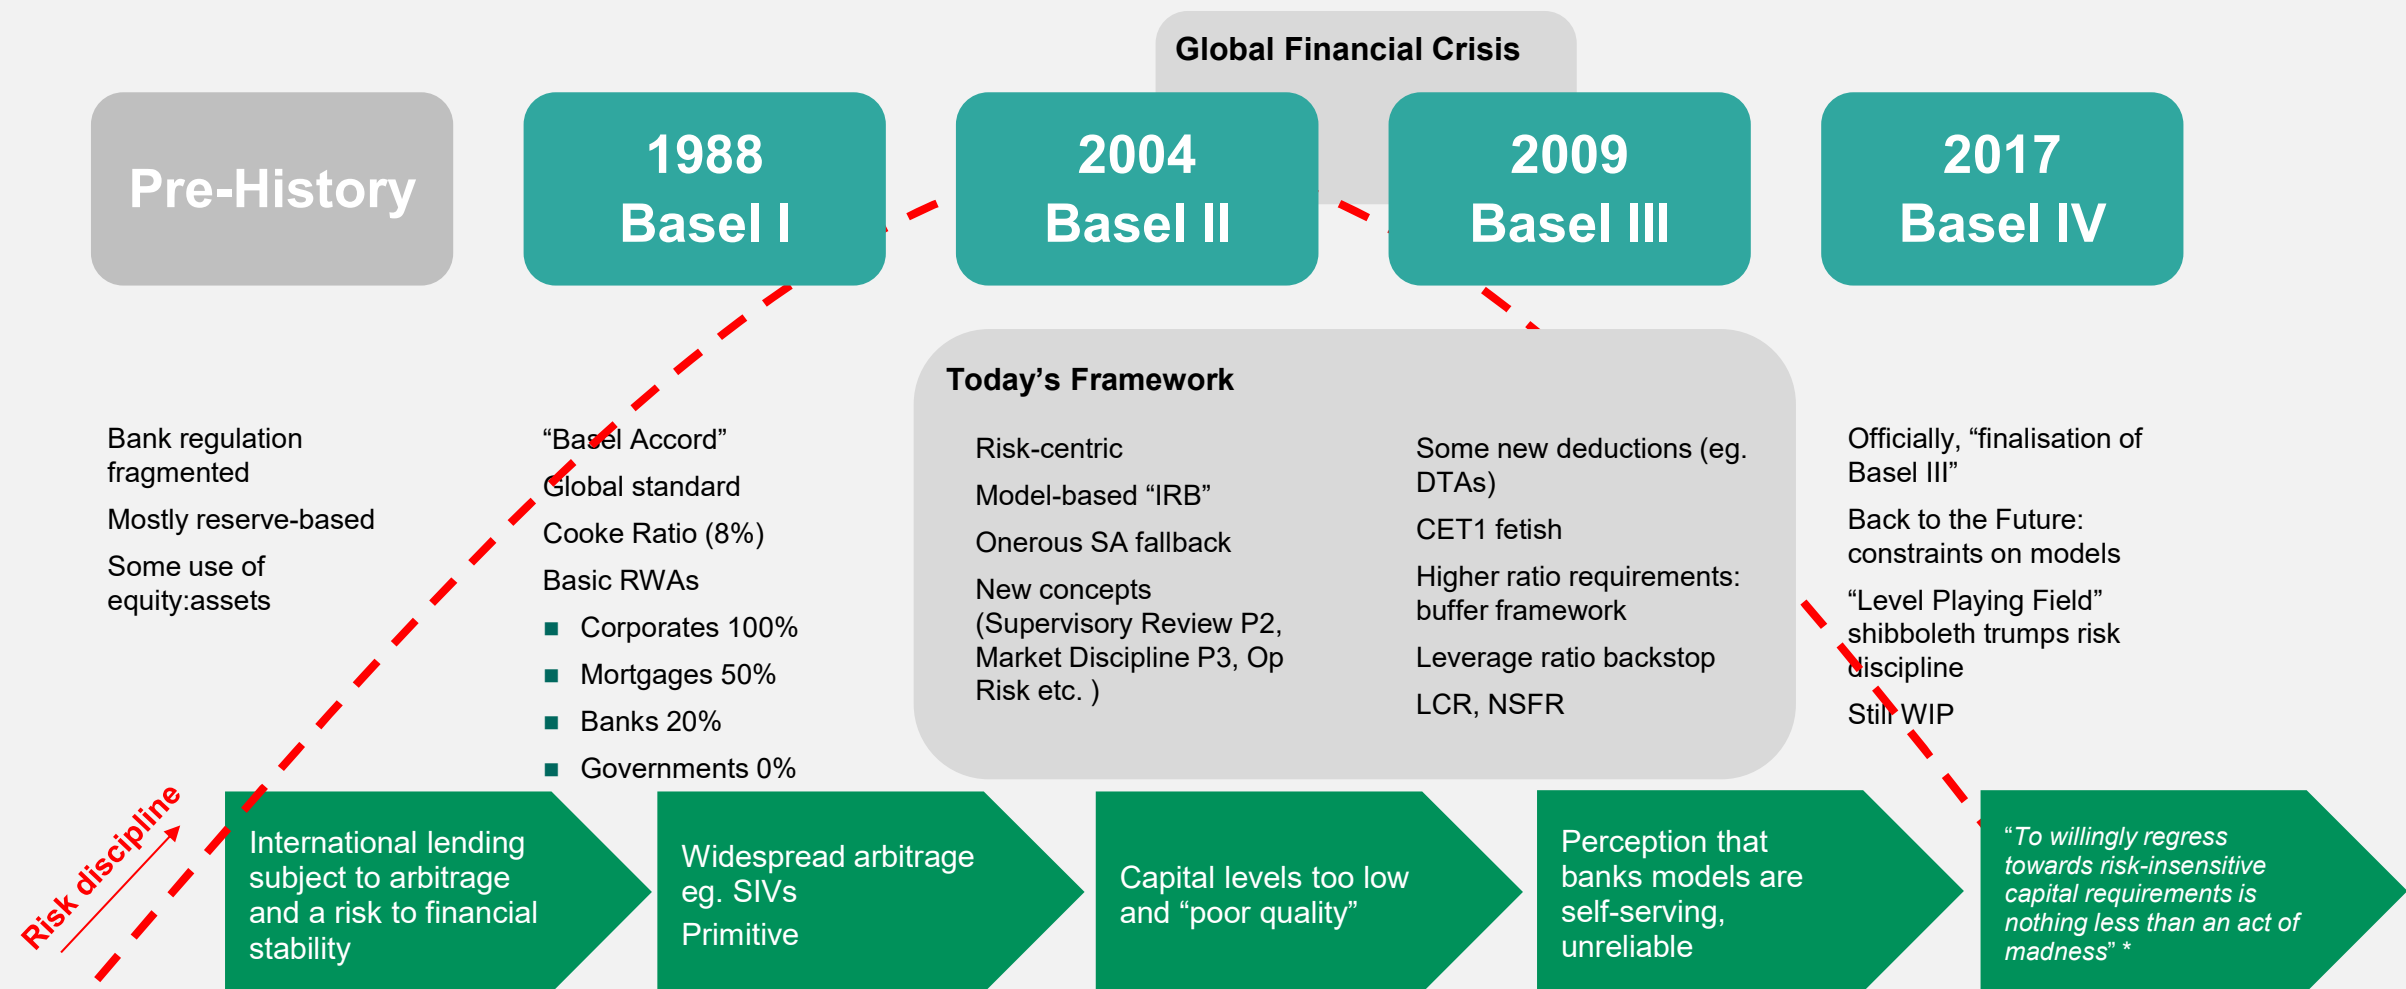 Global Financial Crisis
Pre-History
1988
Basel I
2004
Basel II
2009
Basel III
2017
Basel IV
Bank regulation
fragmented
Mostly reserve-based
Some use of
equity:assets
“Basel Accord”
Global standard
Cooke Ratio (8%)
Basic RWAs
Corporates 100%
Mortgages 50%
Banks 20%
Governments 0%
Today’s Framework
Risk-centric
Model-based “IRB”
Onerous SA fallback
New concepts
(Supervisory Review P2,
Market Discipline P3, Op
Risk etc. )
Some new deductions (eg.
DTAs)
CET1 fetish
Higher ratio requirements:
buffer framework
Leverage ratio backstop
LCR, NSFR
Officially, “finalisation of
Basel III”
Back to the Future:
constraints on models
“Level Playing Field”
shibboleth trumps risk
discipline
Still WIP
Risk discipline
International lending
subject to arbitrage
and a risk to financial
stability
Widespread arbitrage
eg. SIVs
Primitive
Capital levels too low
and “poor quality”
Perception that
banks models are
self-serving,
unreliable
“To willingly regress
towards risk-insensitive
capital requirements is
nothing less than an act of
madness” *